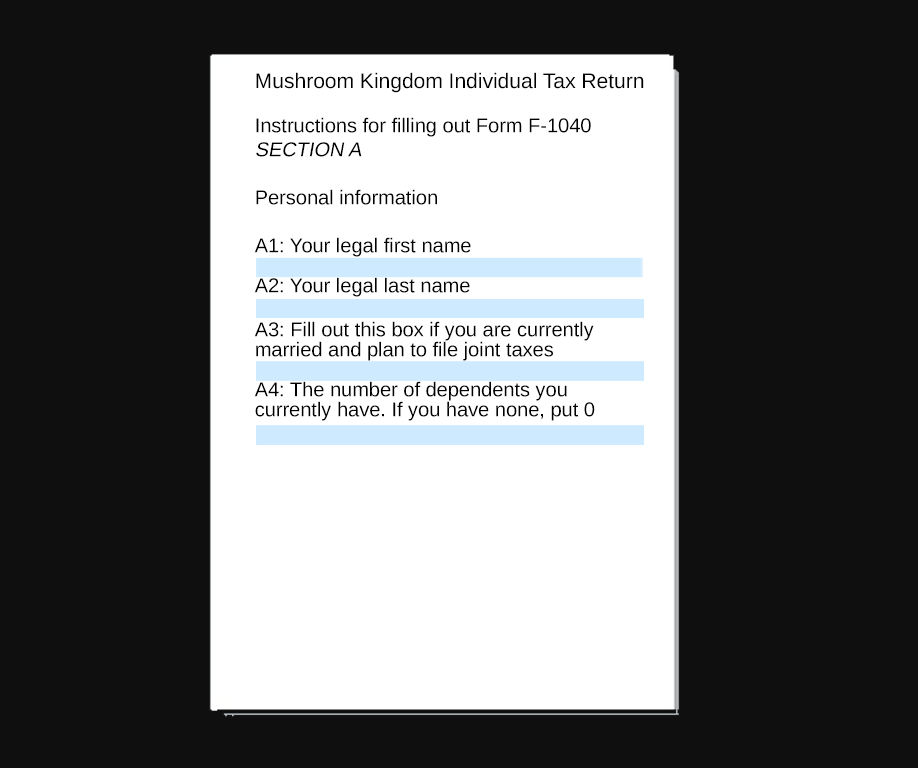 Mushroom Kingdom Individual Tax Return
Instructions for filling out Form F-1040
SECTION A
Personal information
A1: Your legal first name
A2: Your legal last name
A3: Fill out this box if you are currently
married and plan to file joint taxes
A4: The number of dependents you
currently have. If you have none, put 0